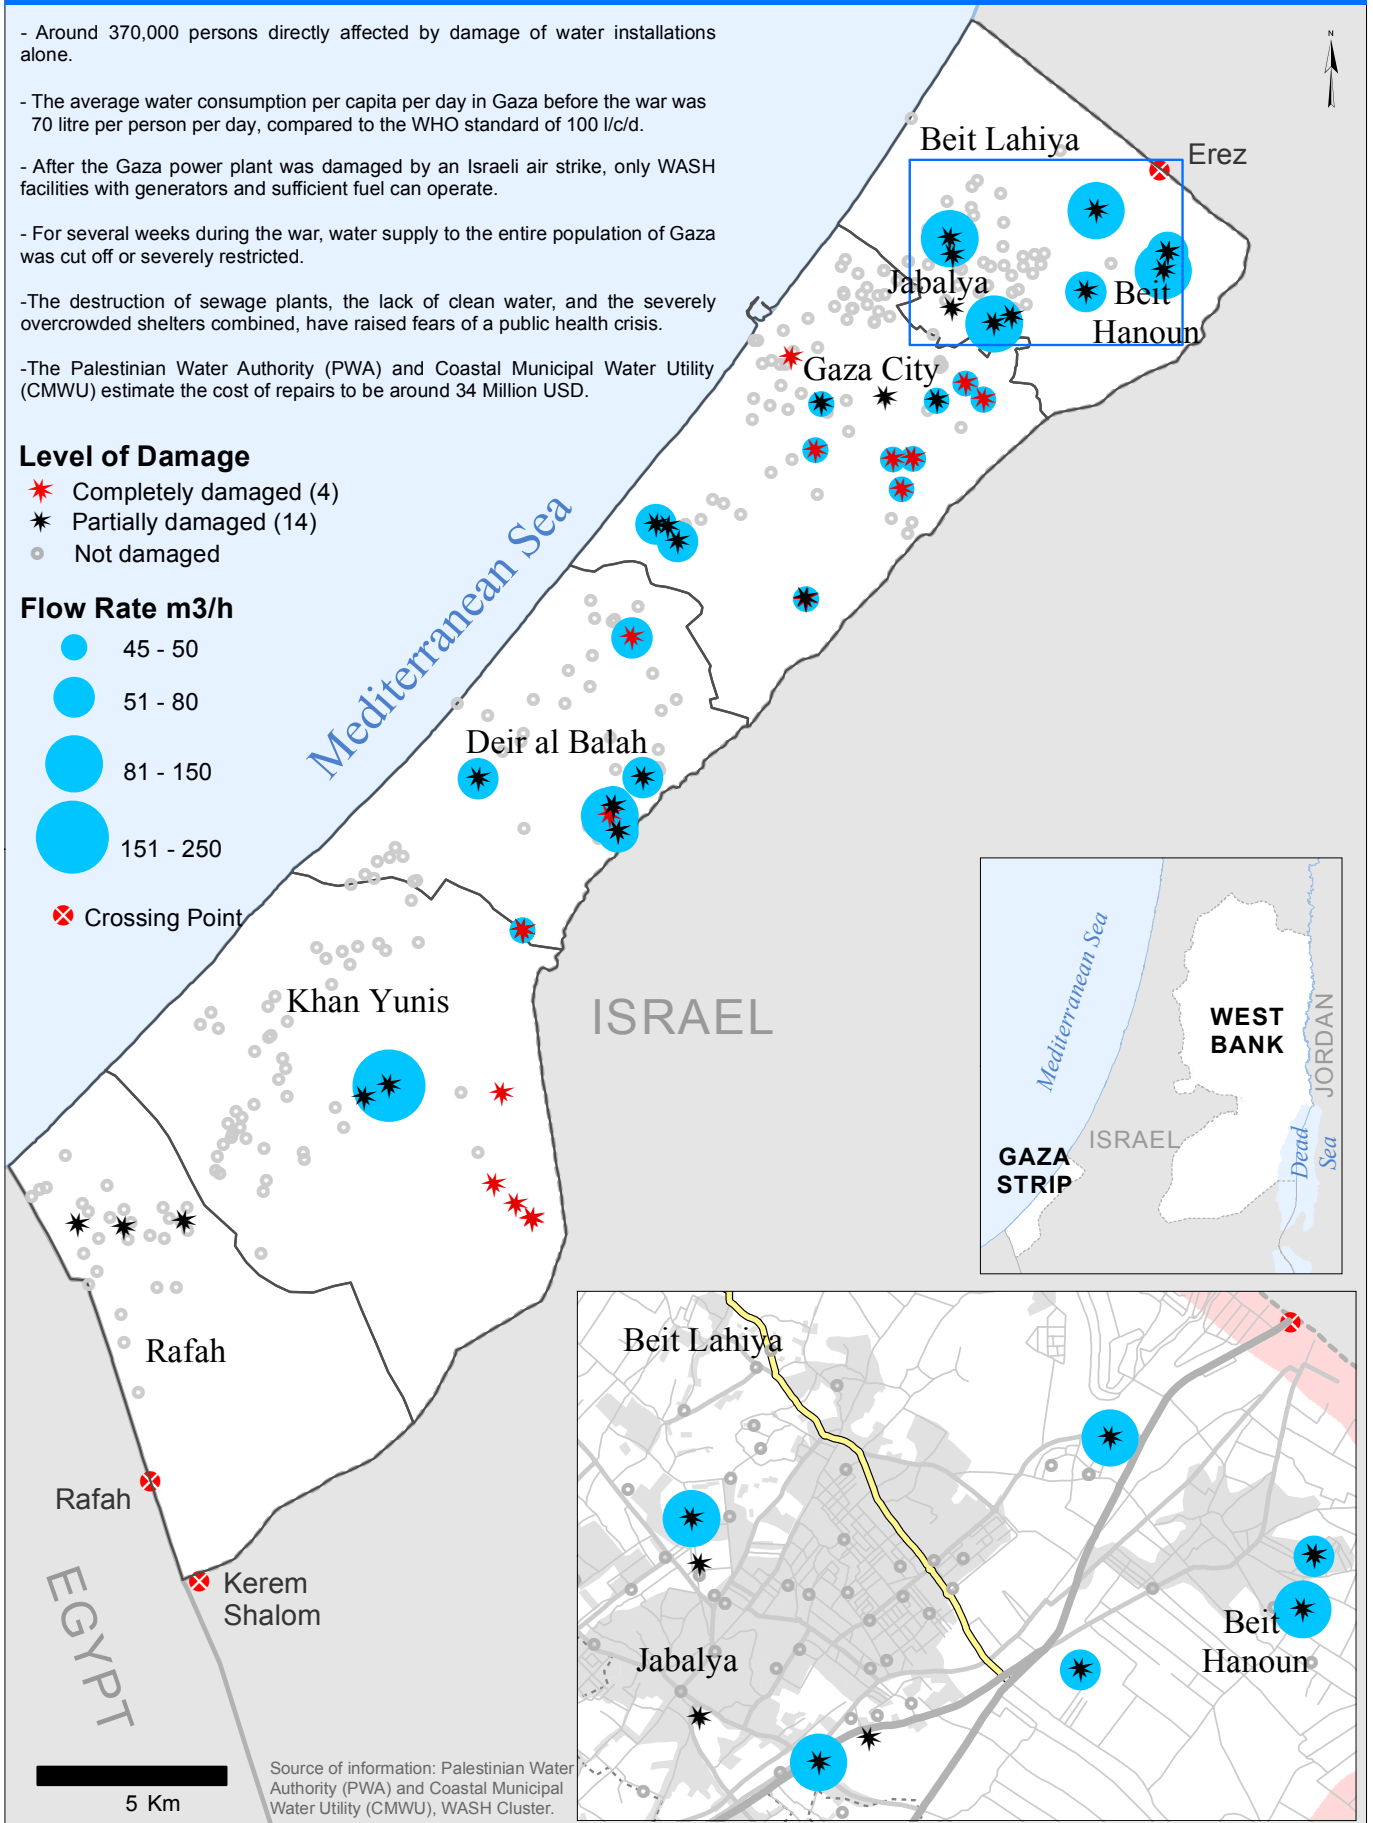 - Around 370,000 persons directly affected by damage of water installations
alone.
- The average water consumption per capita per day in Gaza before the war was
70 litre per person per day, compared to the WHO standard of 100 l/c/d.
- After the Gaza power plant was damaged by an Israeli air strike, only WASH
facilities with generators and sufficient fuel can operate.
- For several weeks during the war, water supply to the entire population of Gaza
was cut off or severely restricted.
-The destruction of sewage plants, the lack of clean water, and the severely
overcrowded shelters combined, have raised fears of a public health crisis.
-The Palestinian Water Authority (PWA) and Coastal Municipal Water Utility
(CMWU) estimate the cost of repairs to be around 34 Million USD.
Level of Damage
Completely damaged (4)
Partially damaged (14)
Not damaged
Flow Rate m3/h
45 - 50
51 - 80
81 - 150
151 - 250
Crossing Point
N
Beit Lahiya
Erez
Jabalya
Beit
Hanoun
Gaza City
Mediterranean Sea
Deir al Balah
Khan Yunis
ISRAEL
Rafah
Rafah
Kerem
Shalom
EGYPT
5 Km
Source of information: Palestinian Water
Authority (PWA) and Coastal Municipal
Water Utility (CMWU), WASH Cluster.
Mediterranean Sea
WEST
BANK
JORDAN
ISRAEL
Dead
Sea
GAZA
STRIP
Beit Lahiya
Jabalya
Beit
Hanoun